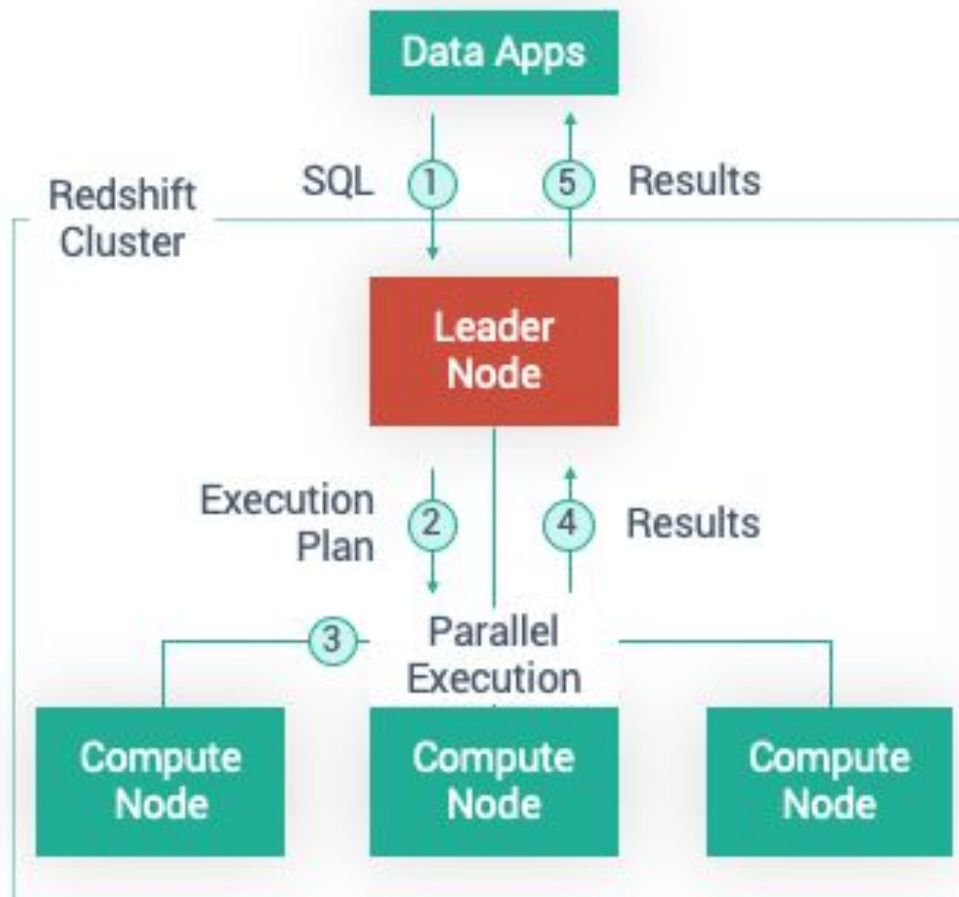 Data Apps
SQL
1
5
Results
Redshift
Cluster
Leader
Node
Execution
Plan
2
4
Results
3
Parallel
Execution
Compute
Node
Compute
Node
Compute
Node